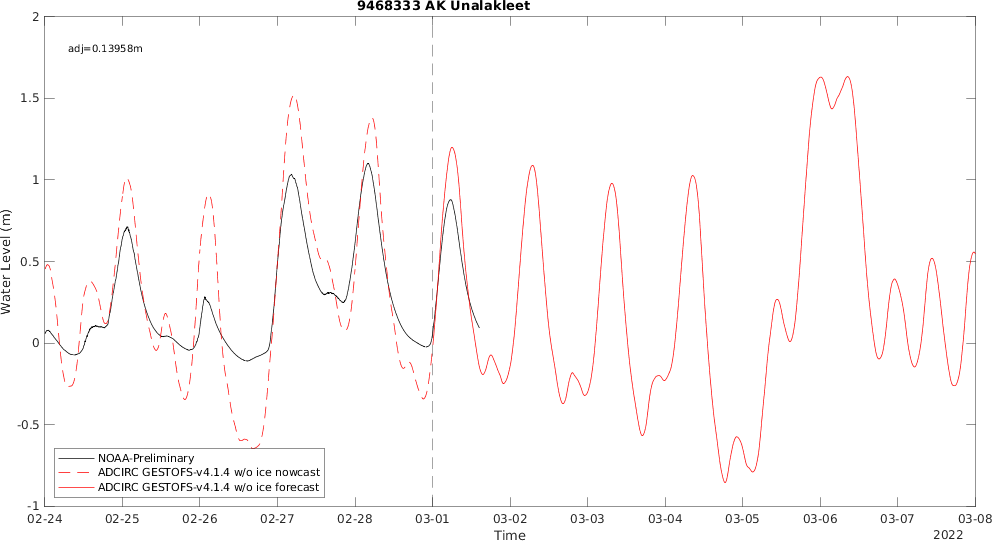 9468333 AK Unalakleet
adj=0.13958m
Water Level (m)
2
1.5
1
0.5
0
-0.5
-1
NOAA-Preliminary
ADCIRC GESTOFS-v4.1.4 w/o ice nowcast
ADCIRC GESTOFS-v4.1.4 w/o ice forecast
02-24 02-25 02-26 02-27 02-28 03-01 03-02 03-03 03-04 03-05 03-06 03-07 03-08
Time
2022